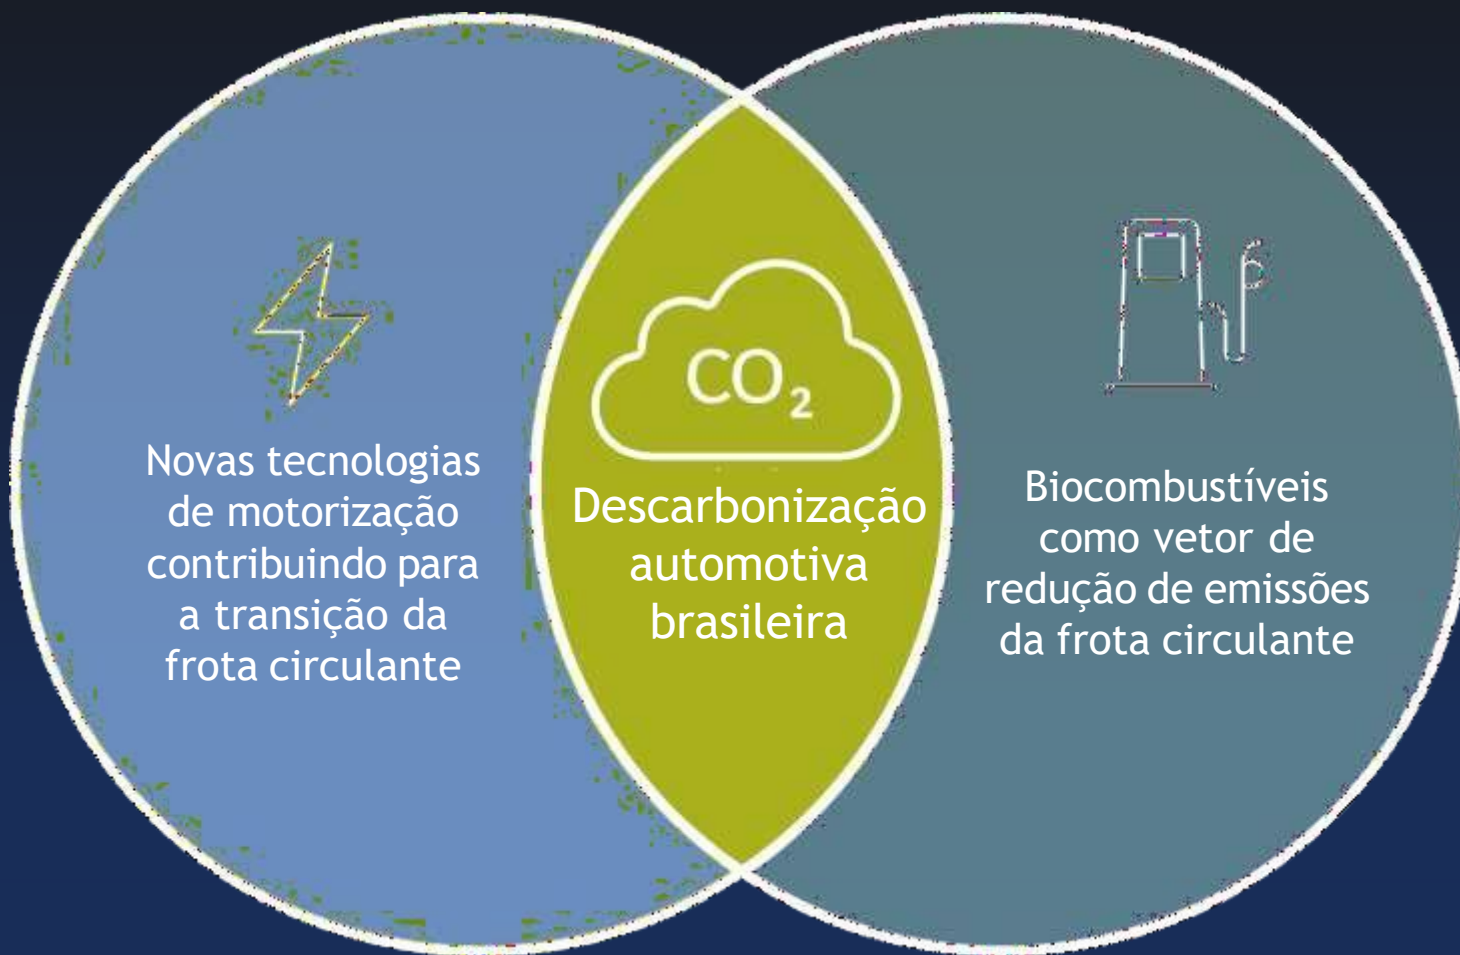 Novas tecnologias
de motorização
contribuindo para
a transição da
frota circulante
CO₂
Descarbonização
automotiva
brasileira
Biocombustíveis
como vetor de
redução de emissões
da frota circulante